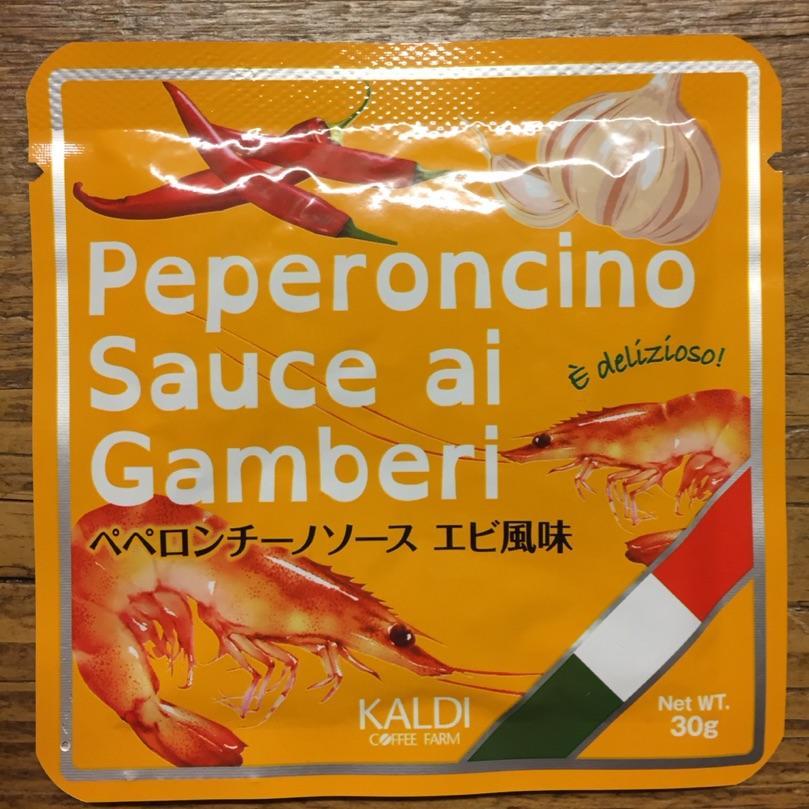 Peperoncino
Sauce ai
È delizioso!
Gamberi
ペペロンチーノソース エビ風味
KALDI
COFFEE FARM
Net WT.
30g